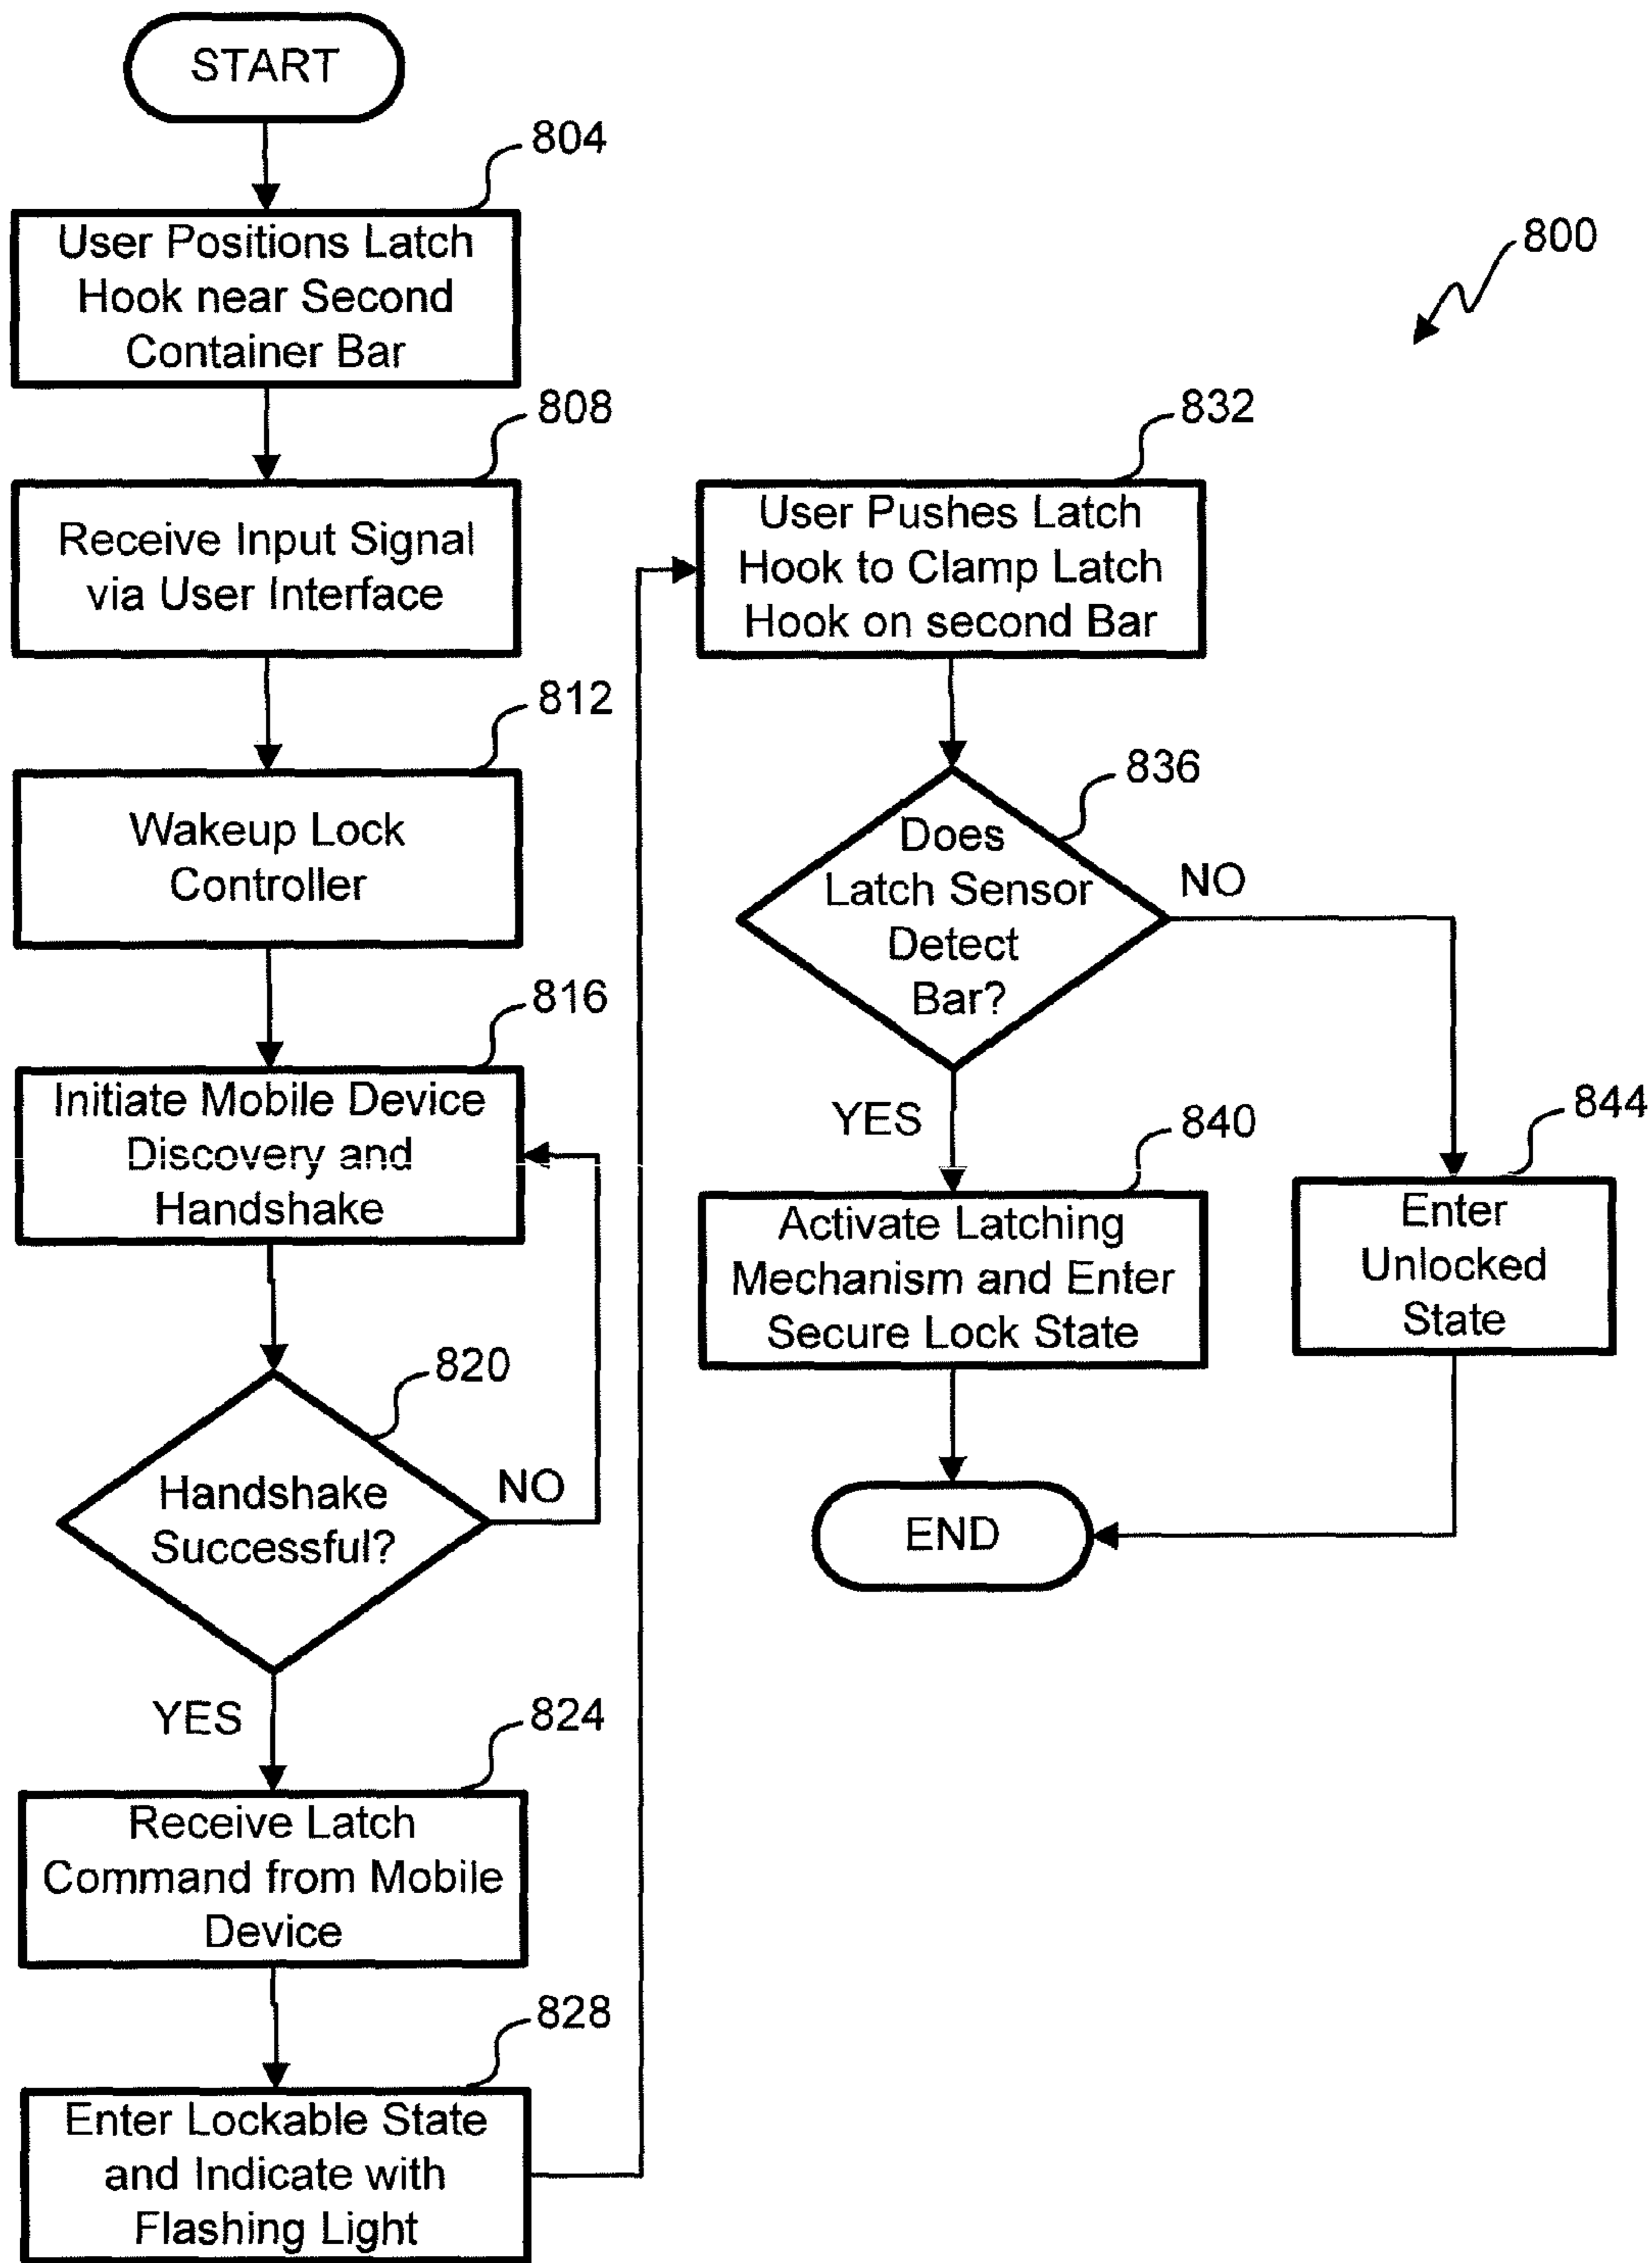 START
804
User Positions Latch
Hook near Second
Container Bar
808
Receive Input Signal
via User Interface
812
Wakeup Lock
Controller
816
Initiate Mobile Device
Discovery and
Handshake
820
Handshake
Successful?
NO
YES
824
Receive Latch
Command from Mobile
Device
828
Enter Lockable State
and Indicate with
Flashing Light
800
832
User Pushes Latch
Hook to Clamp Latch
Hook on second Bar
836
Does
Latch Sensor
Detect
Bar?
NO
YES
840
Activate Latching
Mechanism and Enter
Secure Lock State
844
Enter
Unlocked
State
END